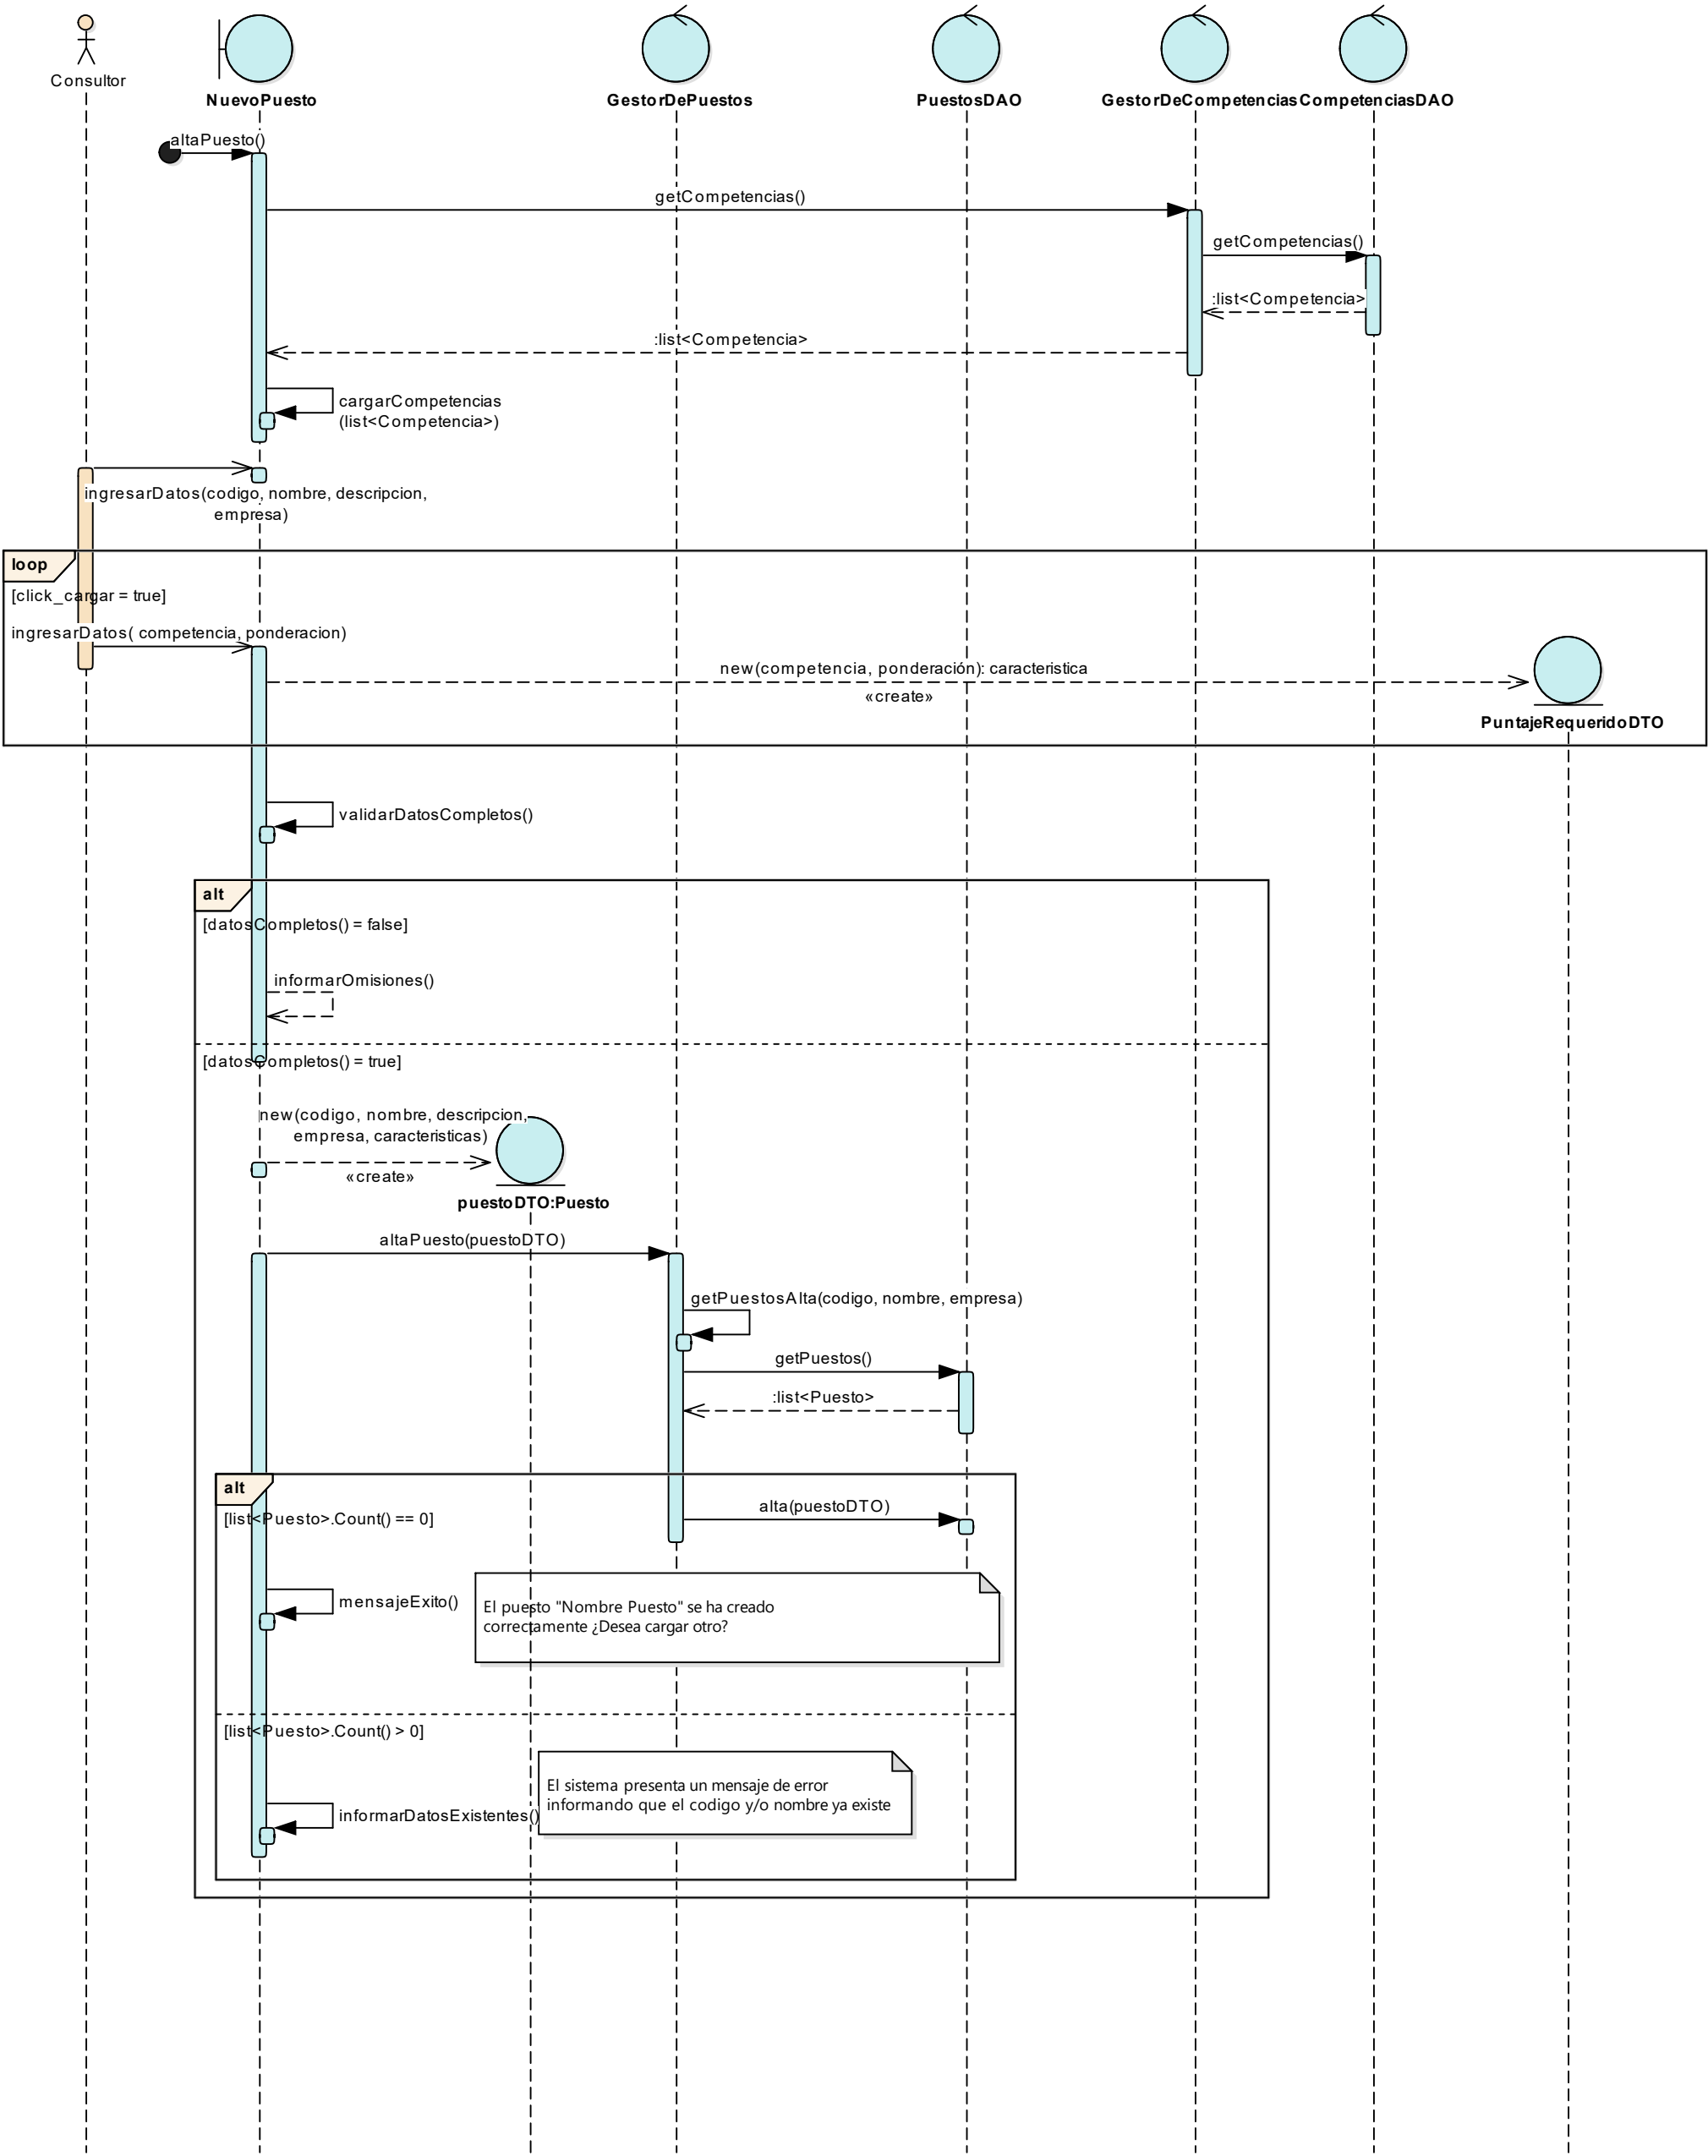 Consultor
NuevoPuesto
GestorDePuestos
PuestosDAO
GestorDeCompetencias
CompetenciasDAO
altaPuesto()
getCompetencias()
getCompetencias()
:list<Competencia>
:list<Competencia>
cargarCompetencias
(list<Competencia>)
ingresarDatos(codigo, nombre, descripcion,
empresa)
loop
[click_cargar = true]
ingresarDatos( competencia, ponderacion)
new(competencia, ponderación): caracteristica
«create»
PuntajeRequeridoDTO
validarDatosCompletos()
alt
[datosCompletos() = false]
informarOmisiones()
[datosCompletos() = true]
new(codigo, nombre, descripcion,
empresa, caracteristicas)
«create»
puestoDTO:Puesto
altaPuesto(puestoDTO)
getPuestosAlta(codigo, nombre, empresa)
getPuestos()
:list<Puesto>
alt
[list<Puesto>.Count() == 0]
alta(puestoDTO)
mensajeExito()
El puesto "Nombre Puesto" se ha creado
correctamente ¿Desea cargar otro?
[list<Puesto>.Count() > 0]
El sistema presenta un mensaje de error
informando que el codigo y/o nombre ya existe
informarDatosExistentes()